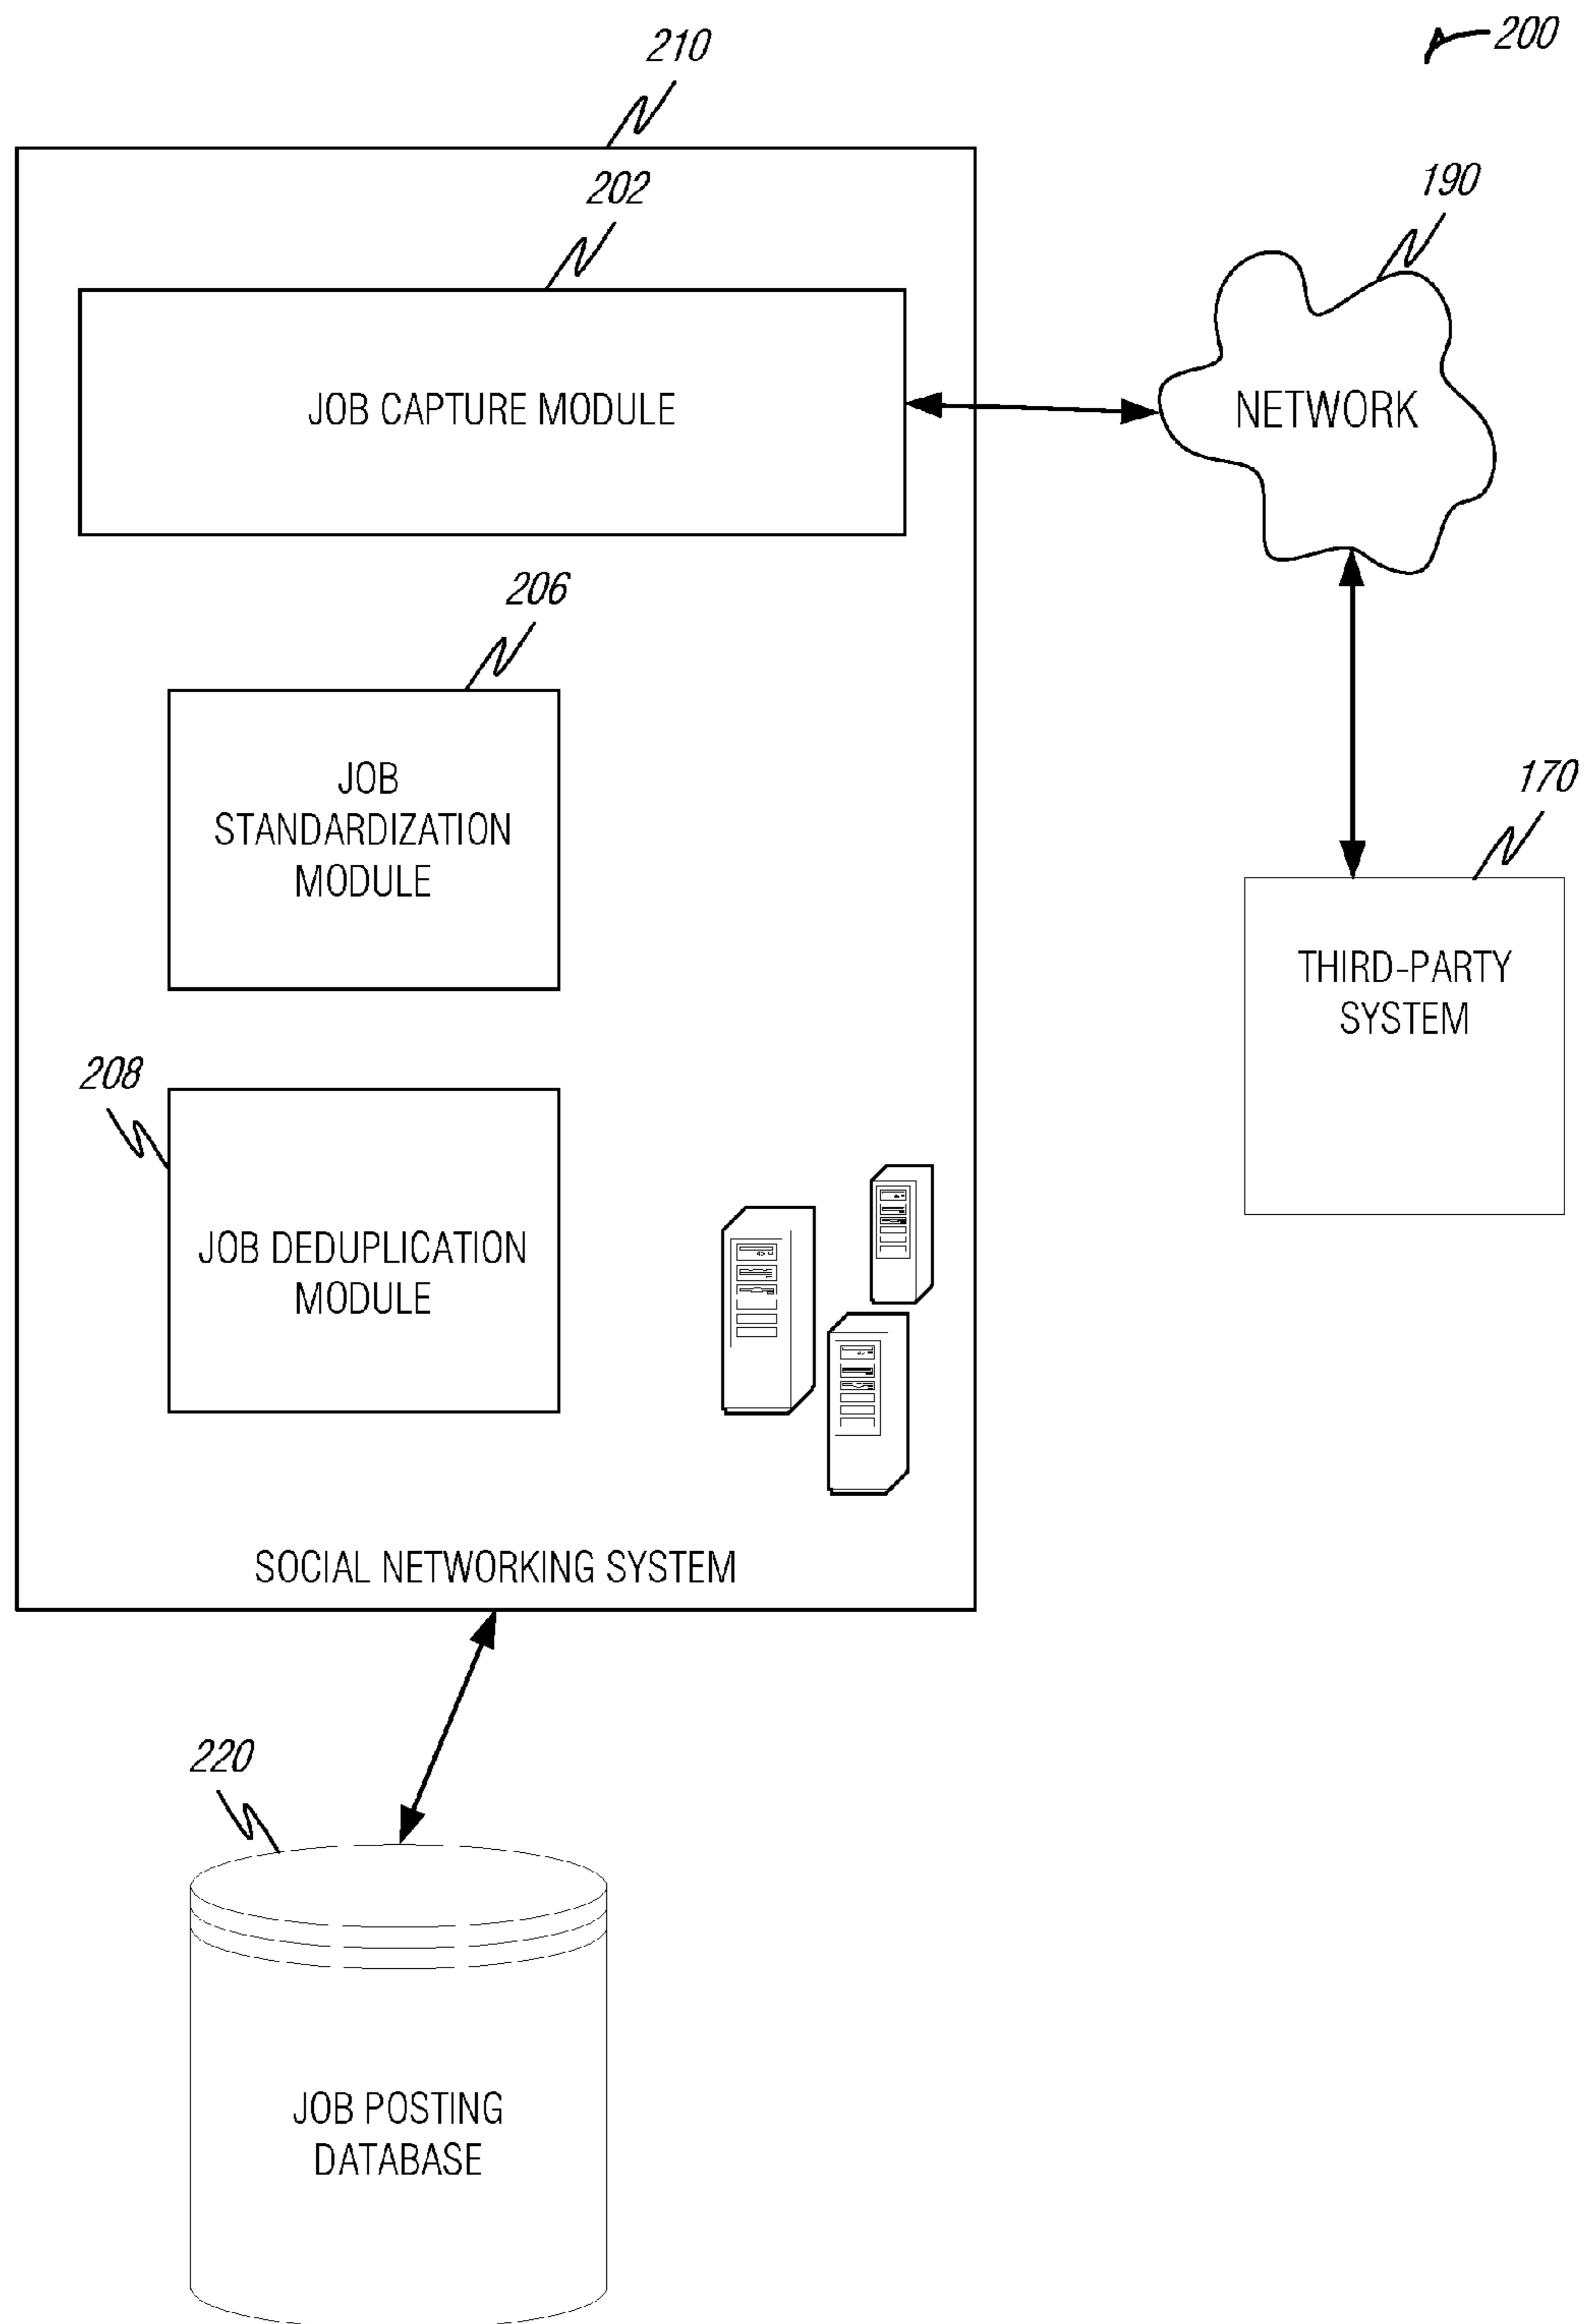 200
210
202
190
JOB CAPTURE MODULE
NETWORK
206
JOB
STANDARDIZATION
MODULE
170
THIRD-PARTY
SYSTEM
208
JOB DEDUPLICATION
MODULE
SOCIAL NETWORKING SYSTEM
220
JOB POSTING
DATABASE